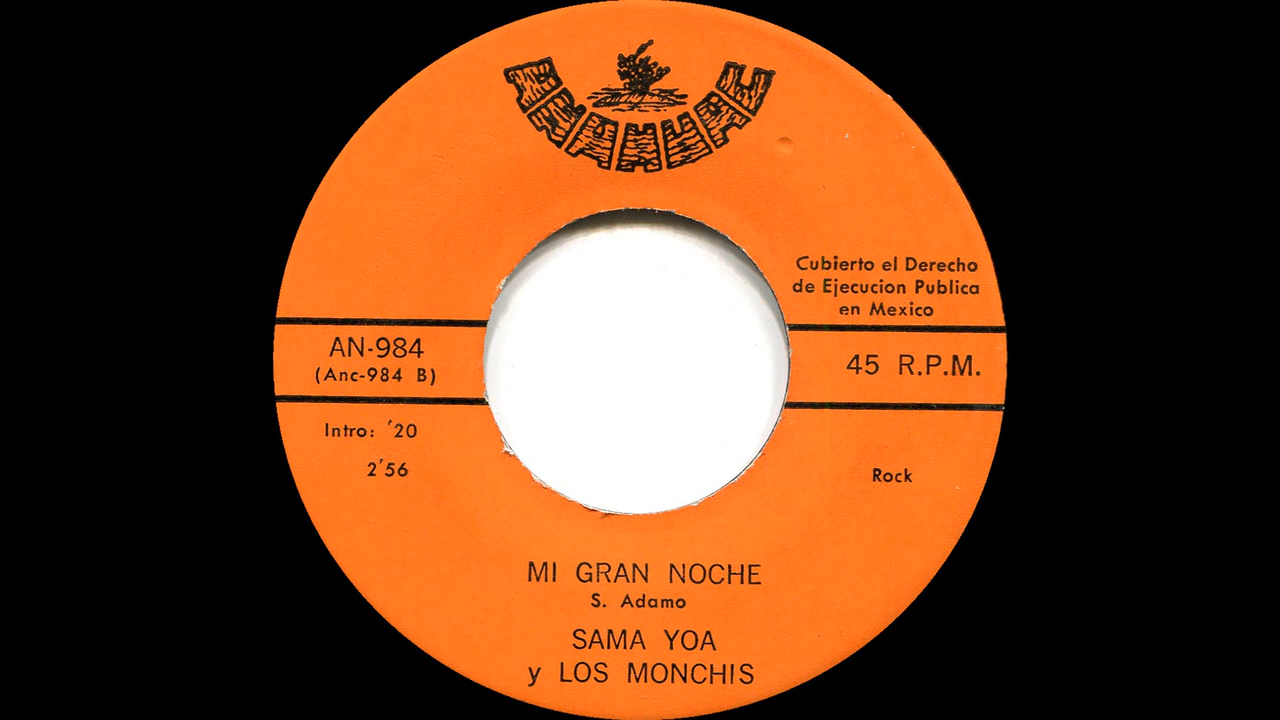 ANAHUAC
Cubierto el Derecho
de Ejecucion Publica
en Mexico
AN-984
(Anc-984 B)
45 R.P.M.
Intro: '20
2'56
Rock
MI GRAN NOCHE
S. Adamo
SAMA YOA
y LOS MONCHIS